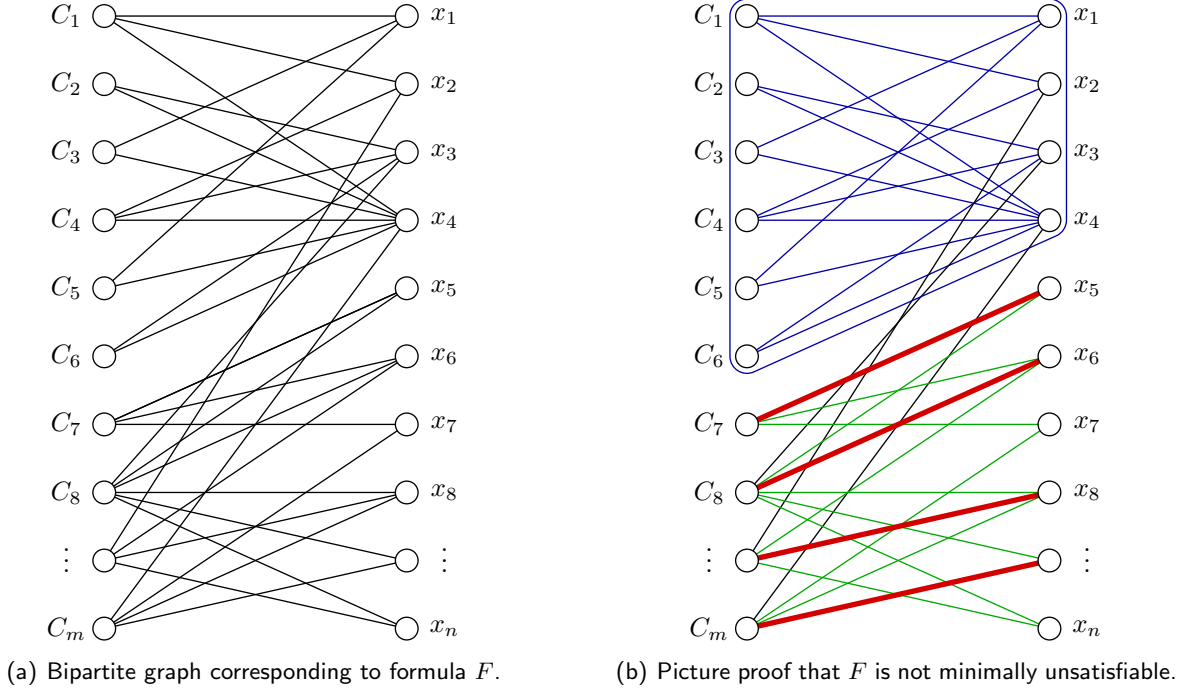 C₁ x₁ C₁ x₁
C₂ x₂ C₂ x₂
C₃ x₃ C₃ x₃
C₄ x₄ C₄ x₄
C₅ x₅ C₅ x₅
C₆ x₆ C₆ x₆
C₇ x₇ C₇ x₇
C₈ x₈ C₈ x₈
⋮ ⋮ ⋮ ⋮
Cₘ xₙ Cₘ xₙ
(a) Bipartite graph corresponding to formula F.
(b) Picture proof that F is not minimally unsatisfiable.